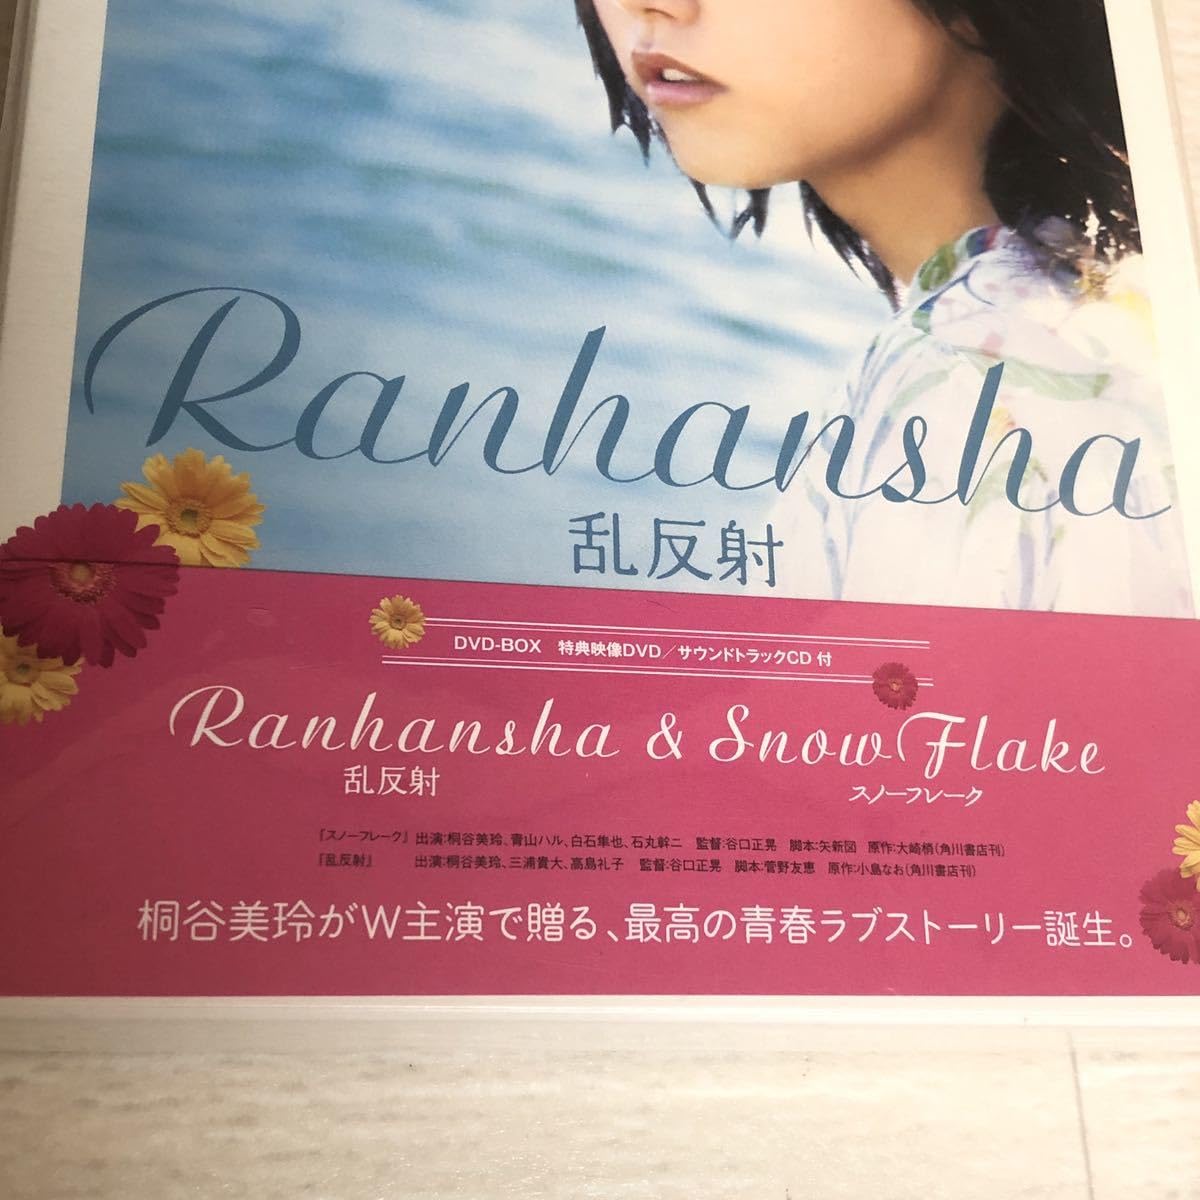 Ranhansha
乱反射
DVD-BOX 特典映像DVD／サウンドトラックCD 付
Ranhansha & Snow Flake
乱反射 スノーフレーク
『スノーフレーク』 出演:桐谷美玲、青山ハル、白石隼也、石丸幹二 監督:谷口正晃 脚本:矢新図 原作:大崎梢(角川書店刊)
『乱反射』 出演:桐谷美玲、三浦貴大、高島礼子 監督:谷口正晃 脚本:菅野友恵 原作:小島なお(角川書店刊)
桐谷美玲がW主演で贈る、最高の青春ラブストーリー誕生。